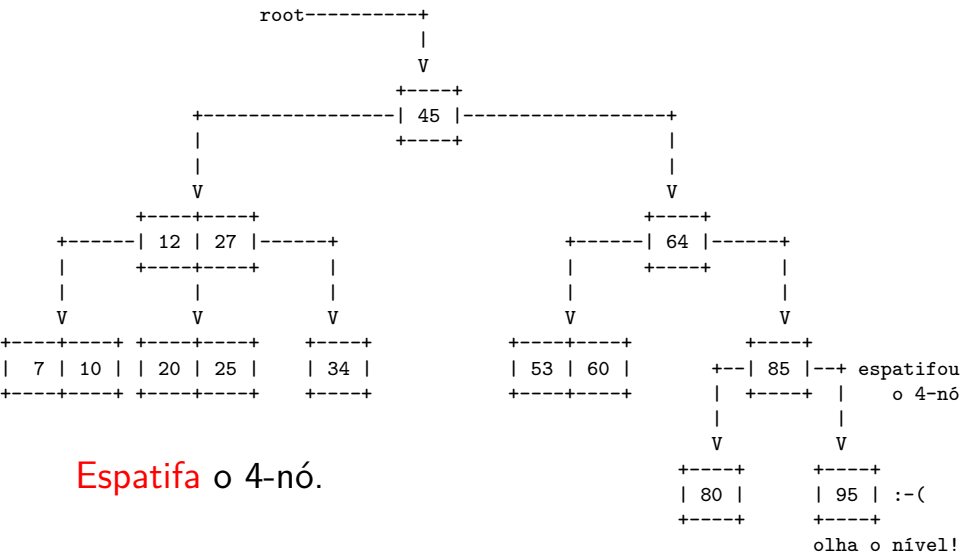 root-----------+
|
V
+----+
+-----------------| 45 |------------------+
| +----+ |
| |
V V
+----+----+ +----+
+------| 12 | 27 |------+ +------| 64 |------+
| +----+----+ | | +----+ |
| | | | |
V V V V V
+----+----+ +----+----+ +----+ +----+----+ +----+
| 7 | 10 | | 20 | 25 | | 34 | | 53 | 60 | +--| 85 |--+ espatifou
+----+----+ +----+----+ +----+ +----+----+ | +----+ | o 4-nó
| |
V V
+----+ +----+
Espatifa o 4-nó.
| 80 | | 95 | :-(
+----+ +----+
olha o nível!